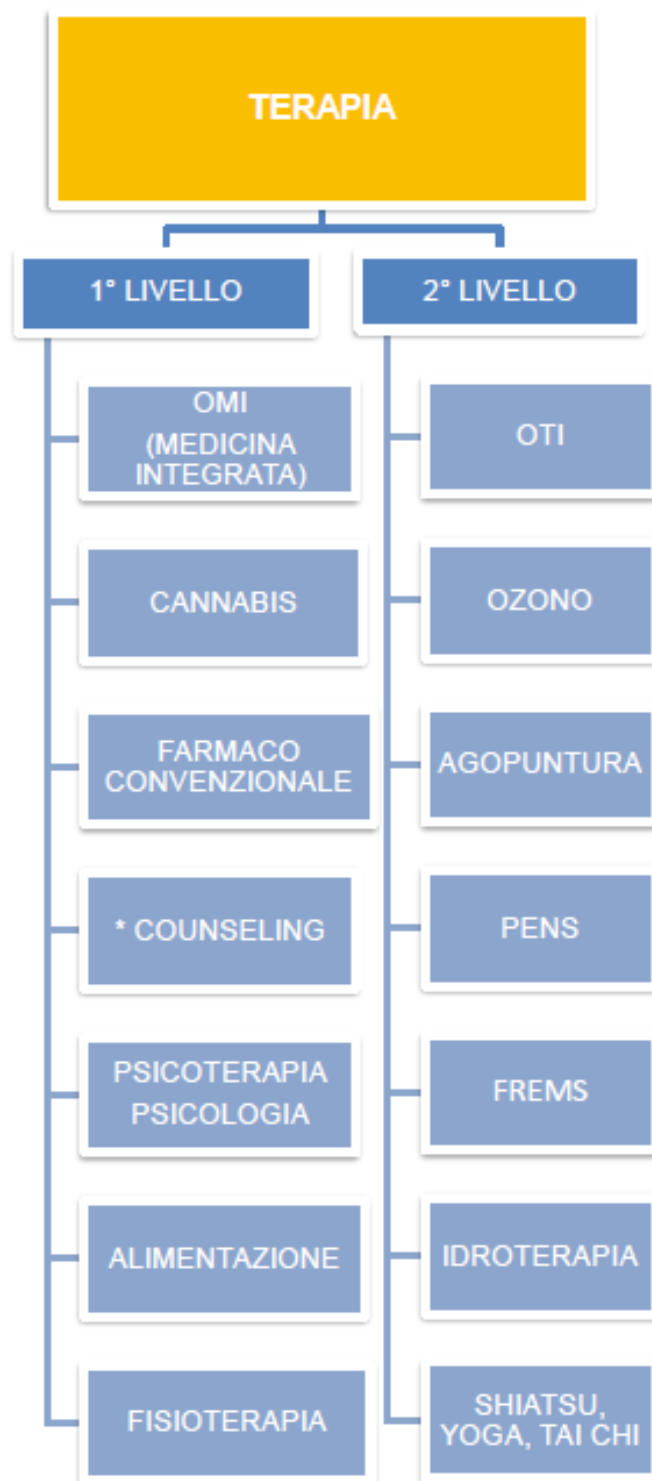 TERAPIA
1° LIVELLO
OMI
(MEDICINA
INTEGRATA)
CANNABIS
FARMACO
CONVENZIONALE
* COUNSELING
PSICOTERAPIA
PSICOLOGIA
ALIMENTAZIONE
FISIOTERAPIA
2° LIVELLO
OTI
OZONO
AGOPUNTURA
PENS
FREMS
IDROTERAPIA
SHIATSU,
YOGA, TAI CHI